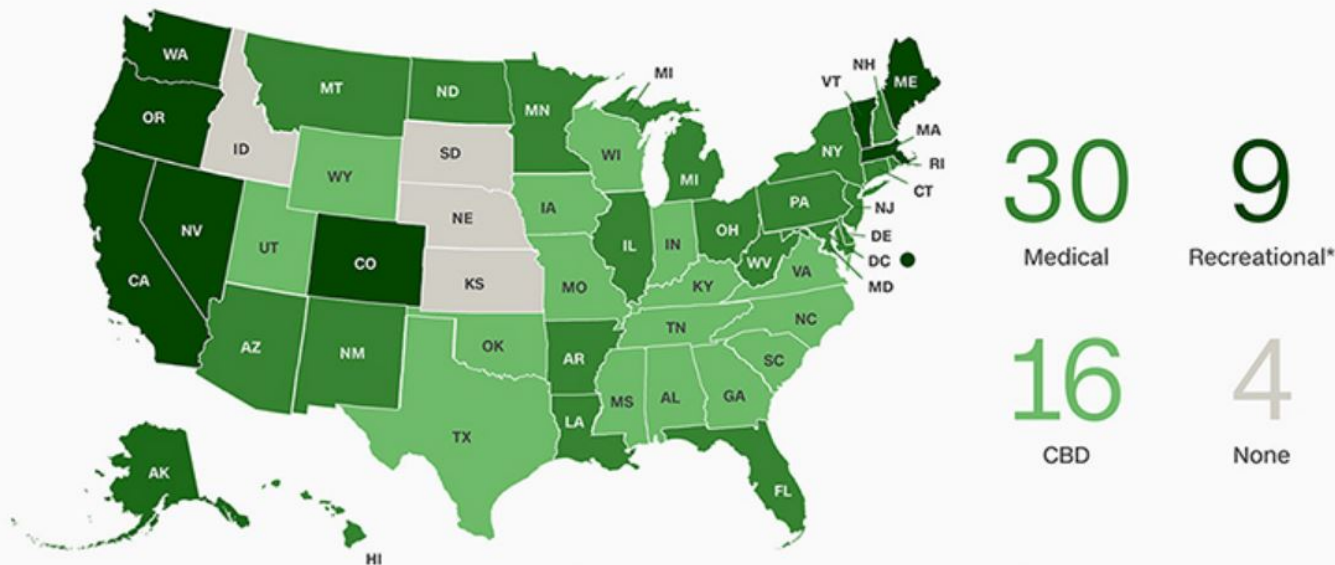 WA
OR
CA
NV
ID
MT
WY
UT
AZ
CO
NM
ND
SD
NE
KS
OK
TX
MN
IA
MO
AR
LA
WI
IL
MI
MI
IN
OH
KY
TN
MS
AL
GA
FL
SC
NC
VA
WV
PA
NY
VT
NH
ME
MA
RI
CT
NJ
DE
DC
MD
AK
HI
30
Medical
9
Recreational*
16
CBD
4
None